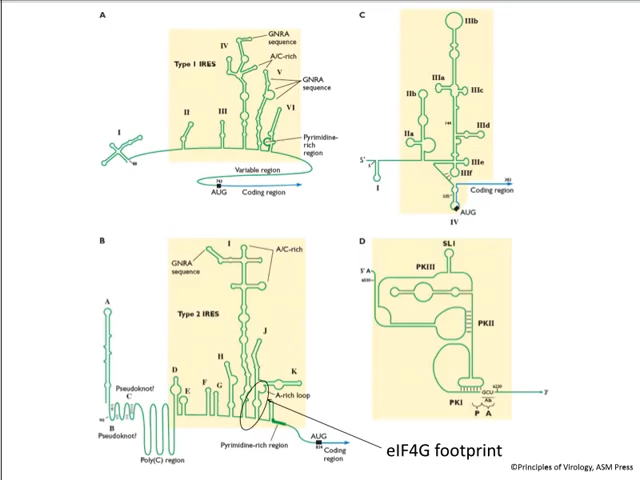 A
GNRA
sequence
IV
A/C-rich
Type 1 IRES
V
GNRA
sequence
II
III
VI
I
Pyrimidine-
rich
region
Variable region
AUG
Coding region
B
I
A/C-rich
GNRA
sequence
Type 2 IRES
A
J
H
K
D
E
F
G
A-rich loop
Pseudoknot?
C
B
Pseudoknot?
Poly(C) region
Pyrimidine-rich region
AUG
Coding
region
C
IIIb
IIIa
IIIc
IIb
IIId
IIa
5'
IIIe
IIIf
I
Coding region
AUG
IV
D
SL1
PKIII
5' A
PKII
GCU
PKI
3'
P A
eIF4G footprint
©Principles of Virology, ASM Press